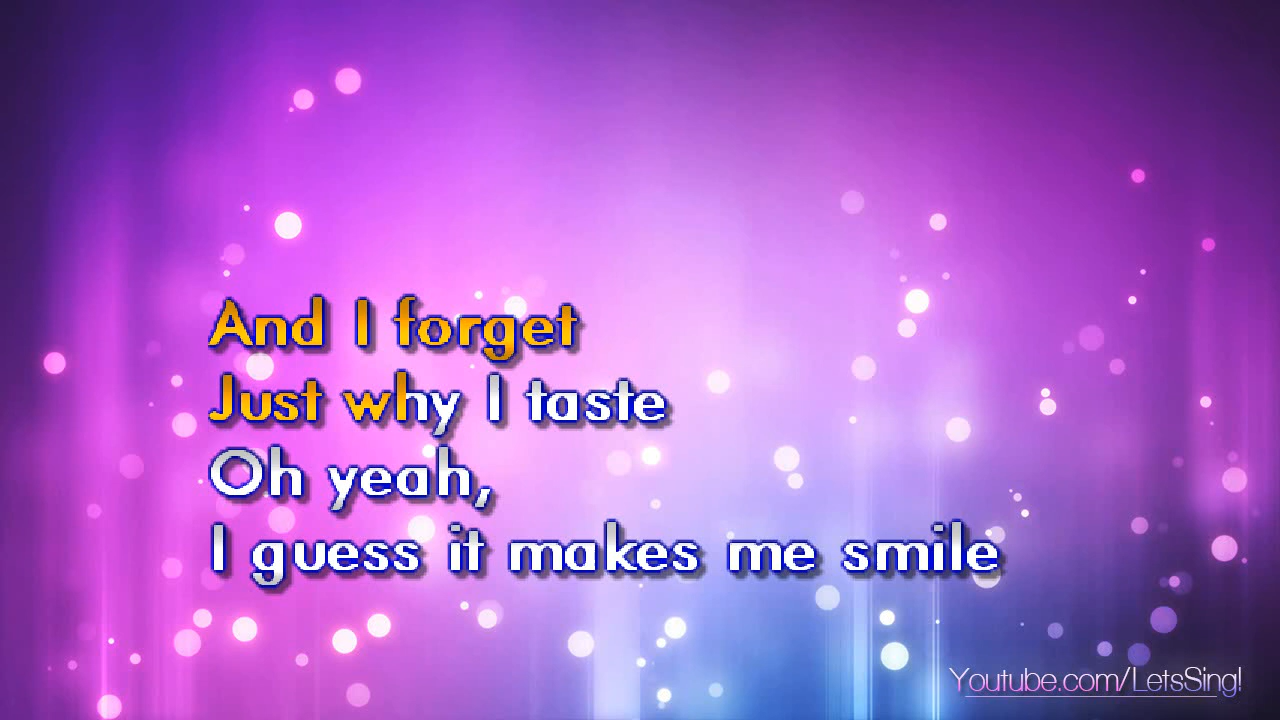 And I forget
Just why I taste
Oh yeah,
I guess it makes me smile
Youtube.com/LetsSing!